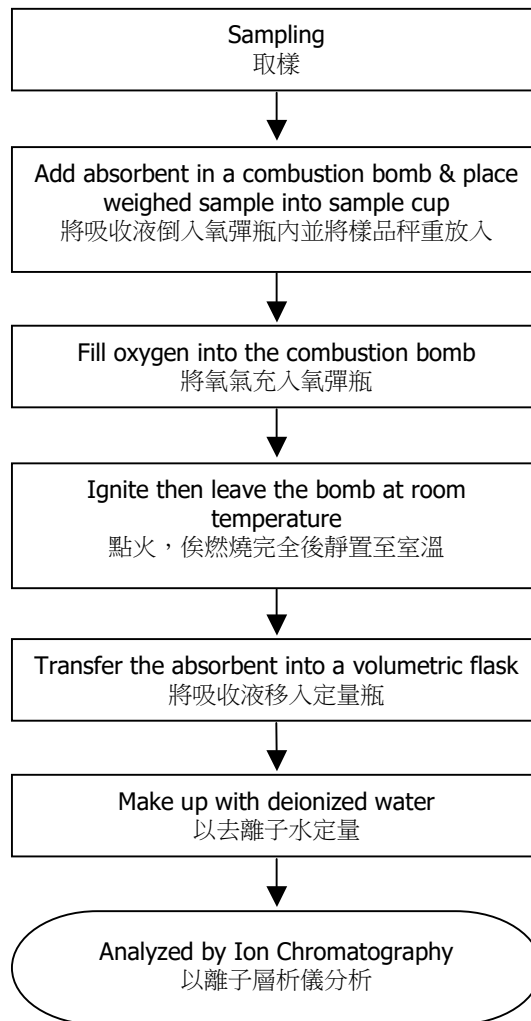 Sampling
取樣
Add absorbent in a combustion bomb & place
weighed sample into sample cup
將吸收液倒入氧彈瓶內並將樣品秤重放入
Fill oxygen into the combustion bomb
將氧氣充入氧彈瓶
Ignite then leave the bomb at room
temperature
點火，俟燃燒完全後靜置至室溫
Transfer the absorbent into a volumetric flask
將吸收液移入定量瓶
Make up with deionized water
以去離子水定量
Analyzed by Ion Chromatography
以離子層析儀分析